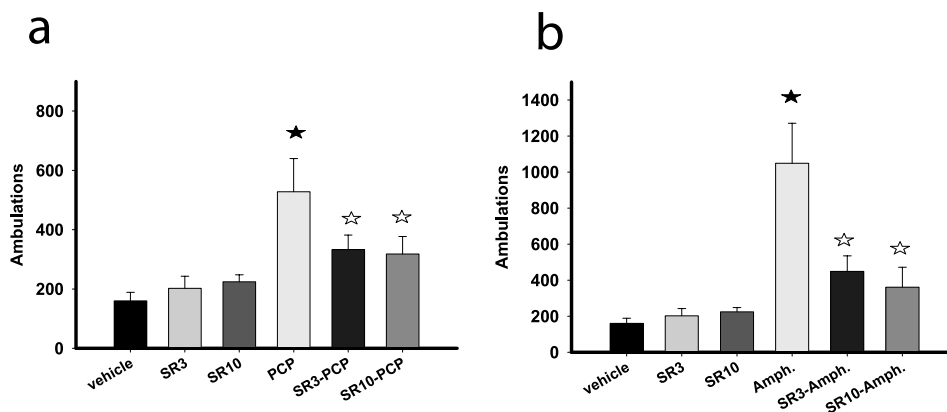 a
b
Ambulations
800
600
400
200
0
vehicle
SR3
SR10
PCP
SR3-PCP
SR10-PCP
Ambulations
1400
1200
1000
800
600
400
200
0
vehicle
SR3
SR10
Amph.
SR3-Amph.
SR10-Amph.